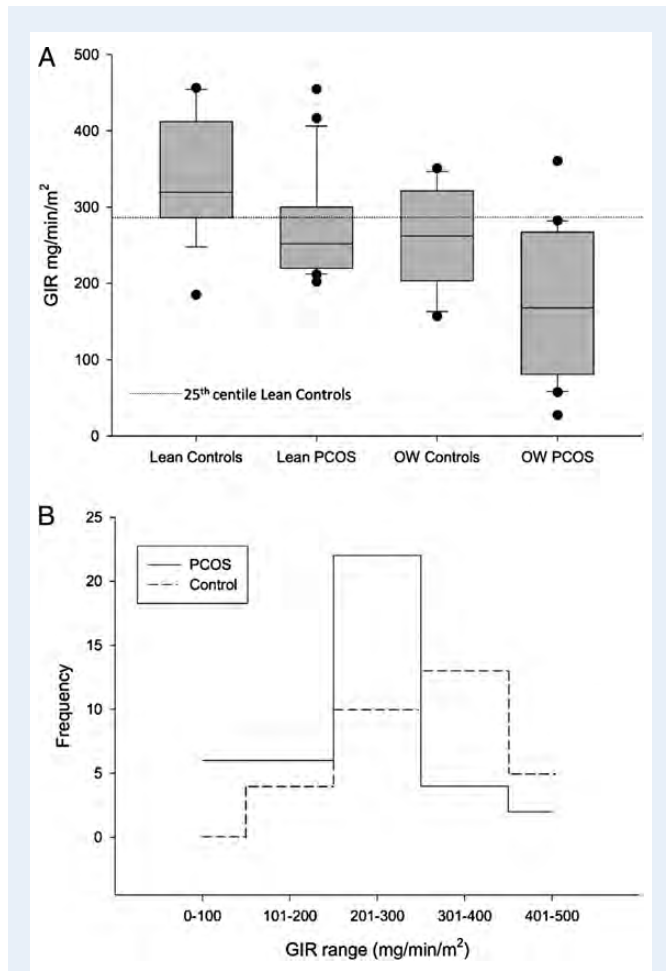 A
500
400
300
200
100
0
GIR mg/min/m²
25th centile Lean Controls
Lean Controls Lean PCOS OW Controls OW PCOS
B
25
20
15
10
5
0
Frequency
PCOS
Control
0-100 101-200 201-300 301-400 401-500
GIR range (mg/min/m²)